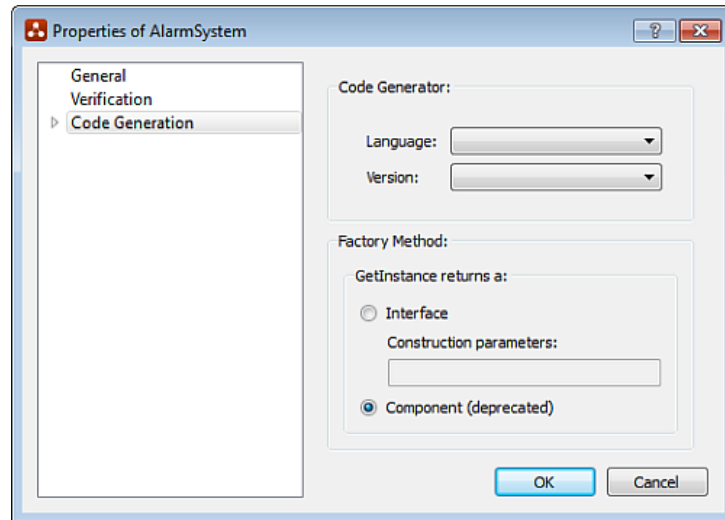 Properties of AlarmSystem
?
General
Verification
Code Generation
Code Generator:
Language:
Version:
Factory Method:
GetInstance returns a:
Interface
Construction parameters:
Component (deprecated)
OK
Cancel